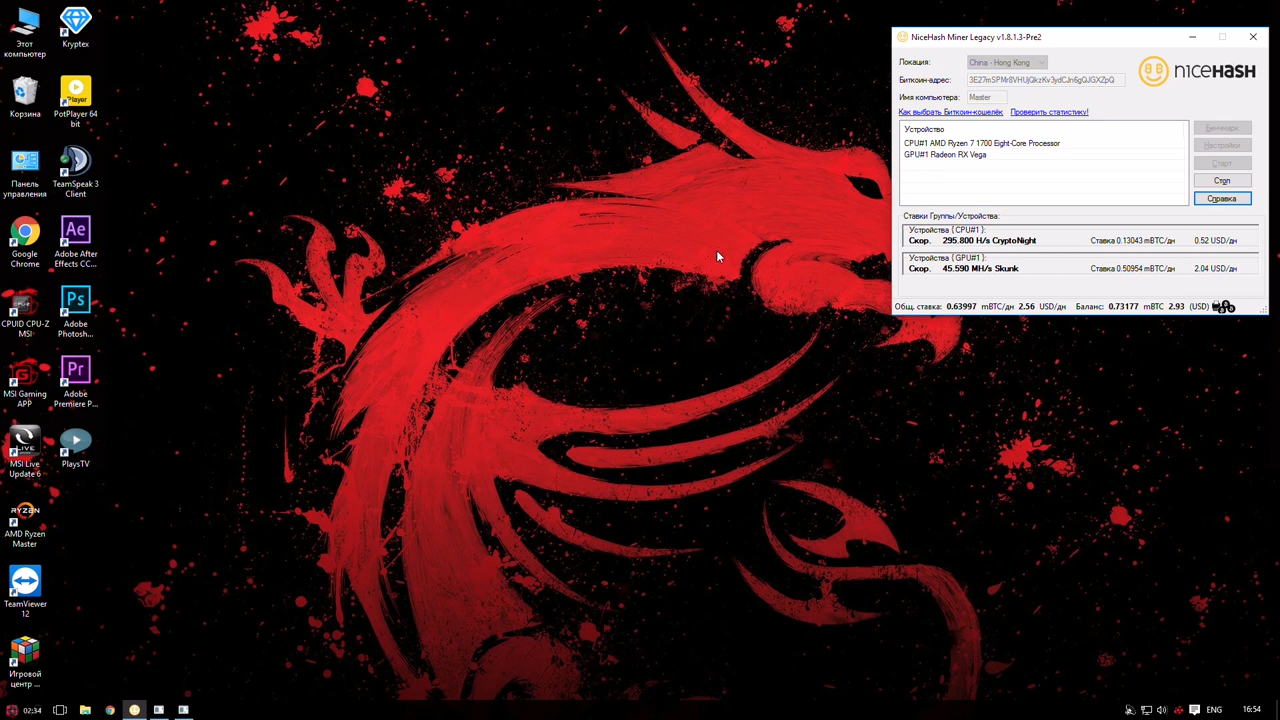 Этот
компьютер
Kryptex
Корзина
Player
PotPlayer 64
bit
Панель
управления
TeamSpeak 3
Client
Google
Chrome
Ae
Adobe After
Effects CC...
CPUID CPU-Z
MSI
Ps
Adobe
Photosh...
MSI Gaming
APP
Pr
Adobe
Premiere P...
LIVE
MSI Live
Update 6
PlaysTV
RYZEN
AMD Ryzen
Master
TeamViewer
12
Игровой
центр ...
NiceHash Miner Legacy v1.8.1.3-Pre2
Локация:
China - Hong Kong
Биткоин-адрес:
3E27mSPMr8VHUjQkzKv3ydCJn6gQJGXZpQ
Имя компьютера:
Master
NICEHASH
Как выбрать Биткоин-кошелёк
Проверить статистику!
Устройство
CPU#1 AMD Ryzen 7 1700 Eight-Core Processor
GPU#1 Radeon RX Vega
Бенчмарк
Настройки
Старт
Стоп
Справка
Ставки Группы/Устройства:
Устройства { CPU#1 }:
Скор. 295.800 H/s CryptoNight Ставка 0.13043 mBTC/дн 0.52 USD/дн
Устройства { GPU#1 }:
Скор. 45.590 MH/s Skunk Ставка 0.50954 mBTC/дн 2.04 USD/дн
Общ. ставка: 0.63997 mBTC/дн 2.56 USD/дн Баланс: 0.73177 mBTC 2.93 (USD)
02:34
ENG
16:54